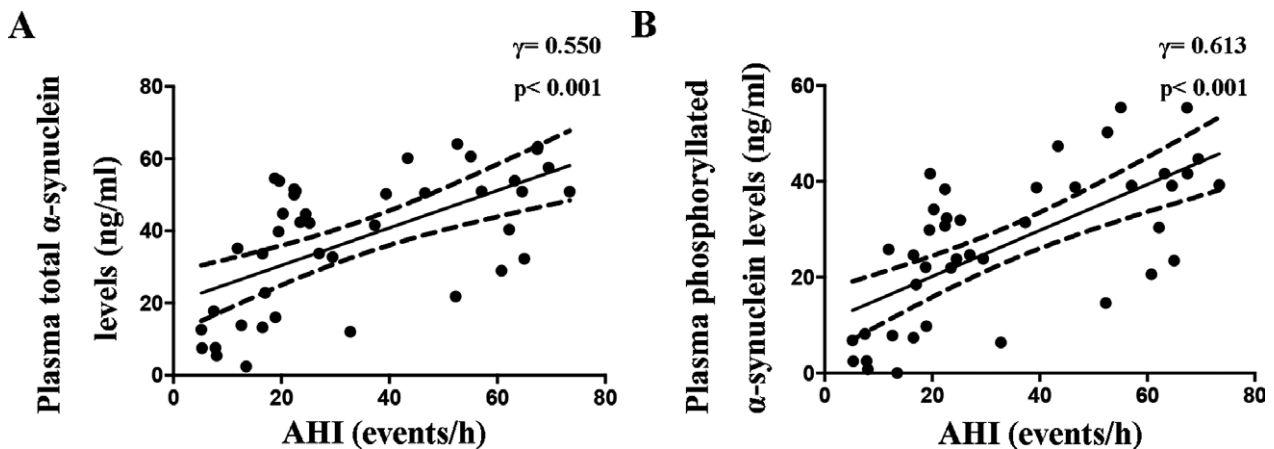 A
γ= 0.550
p< 0.001
Plasma total α-synuclein
levels (ng/ml)
80
60
40
20
0
0 20 40 60 80
AHI (events/h)
B
γ= 0.613
p< 0.001
Plasma phosphoryllated
α-synuclein levels (ng/ml)
60
40
20
0
0 20 40 60 80
AHI (events/h)